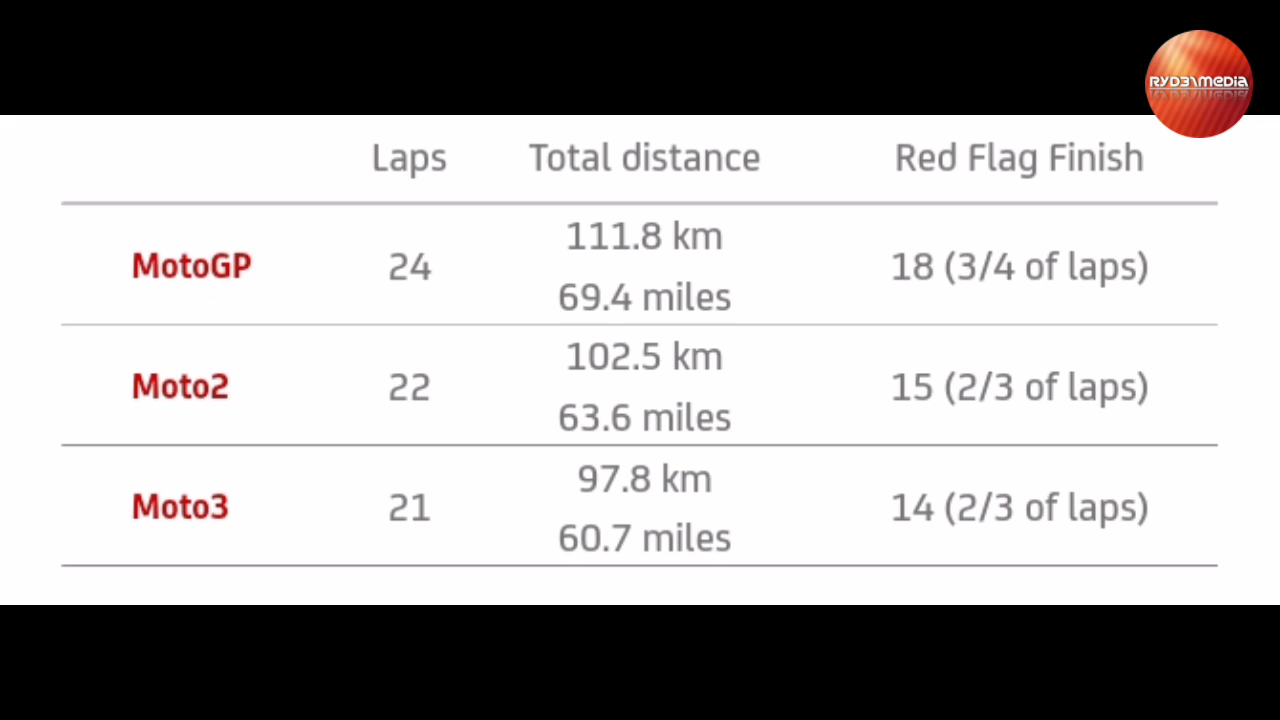 RYD3\MEDIA
Laps Total distance Red Flag Finish
111.8 km
MotoGP 24 18 (3/4 of laps)
69.4 miles
102.5 km
Moto2 22 15 (2/3 of laps)
63.6 miles
97.8 km
Moto3 21 14 (2/3 of laps)
60.7 miles